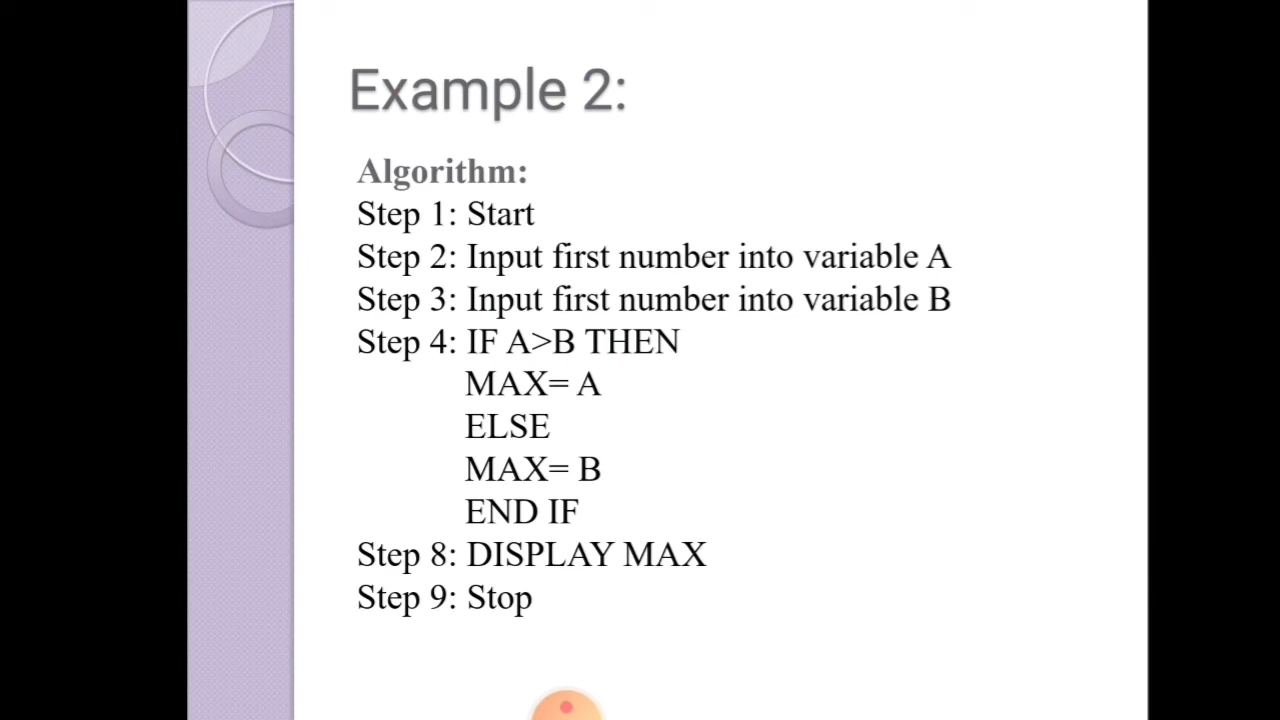 Example 2:
Algorithm:
Step 1: Start
Step 2: Input first number into variable A
Step 3: Input first number into variable B
Step 4: IF A>B THEN
MAX= A
ELSE
MAX= B
END IF
Step 8: DISPLAY MAX
Step 9: Stop